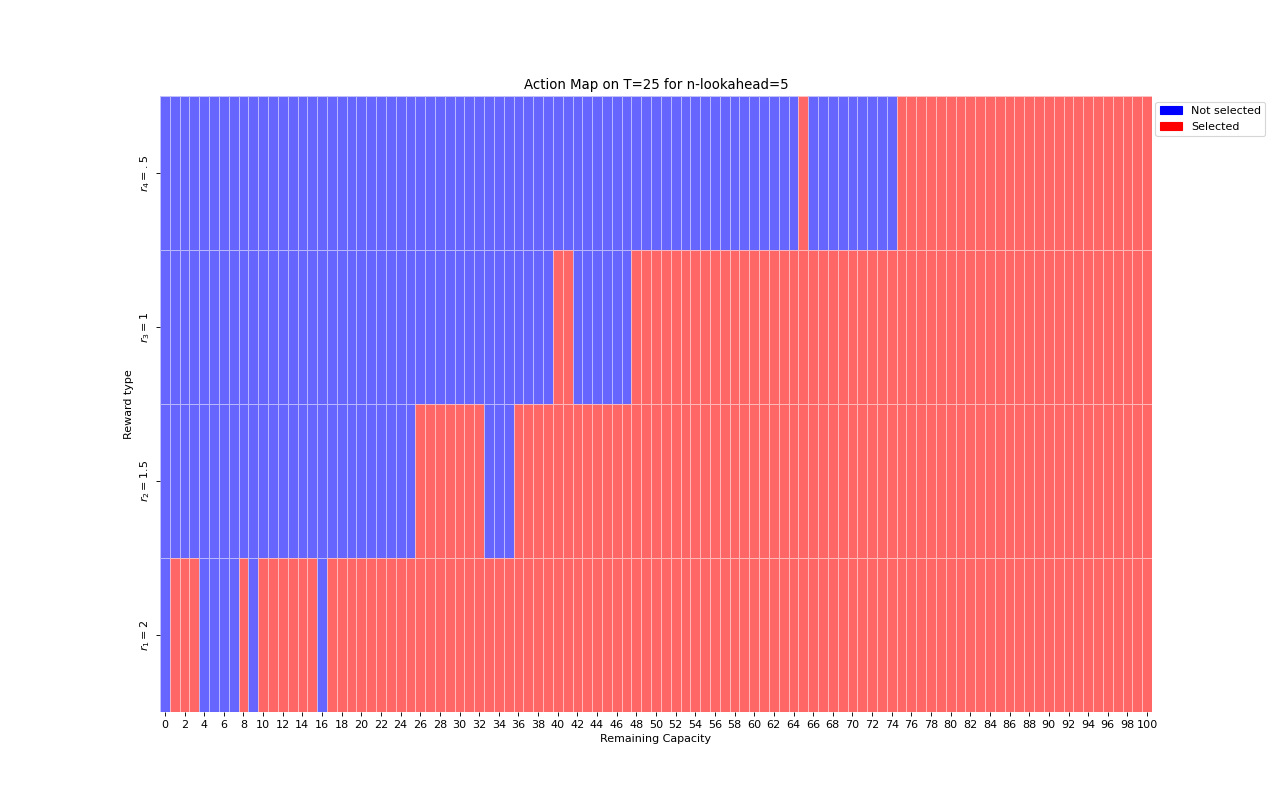 Action Map on T=25 for n-lookahead=5
Not selected
Selected
r₄ = .5
r₃ = 1
r₂ = 1.5
r₁ = 2
Reward type
0 2 4 6 8 10 12 14 16 18 20 22 24 26 28 30 32 34 36 38 40 42 44 46 48 50 52 54 56 58 60 62 64 66 68 70 72 74 76 78 80 82 84 86 88 90 92 94 96 98 100
Remaining Capacity